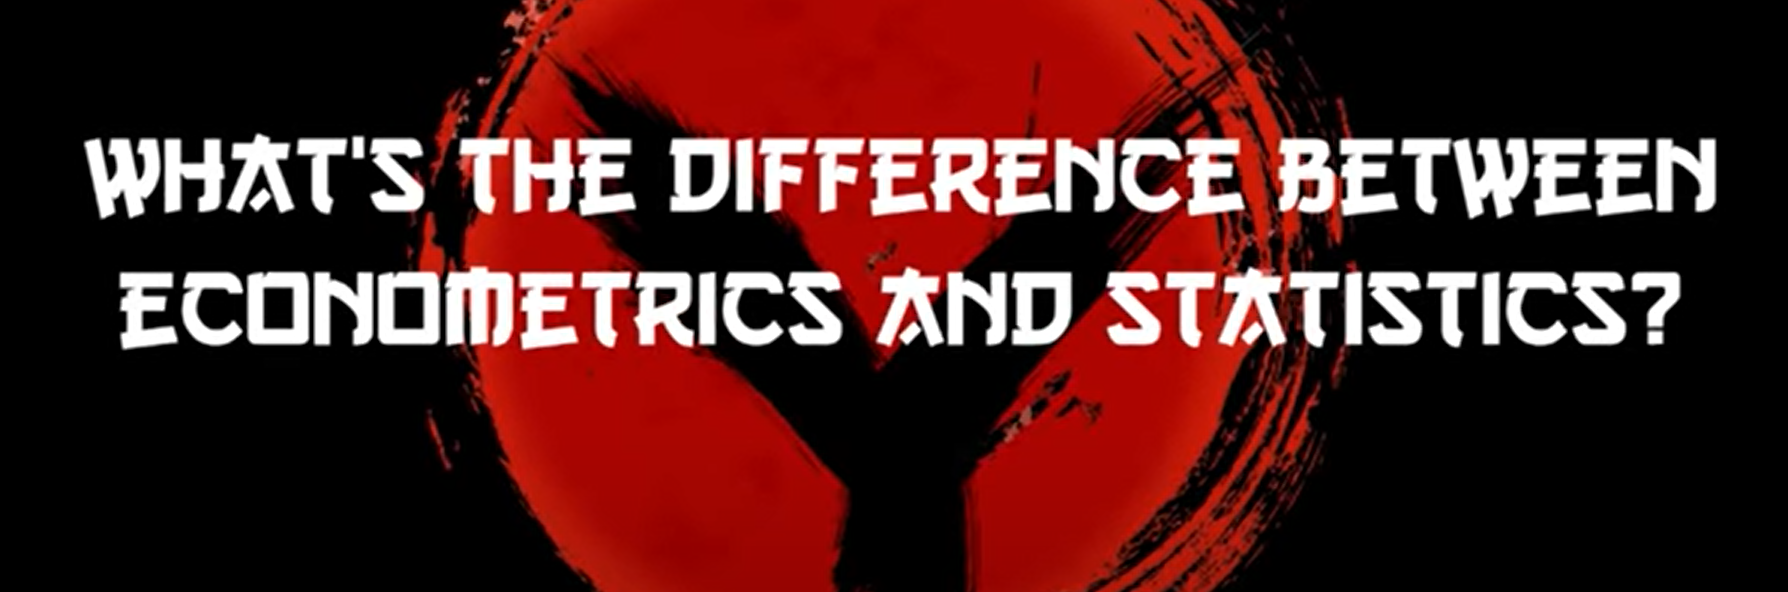 WHAT'S THE DIFFERENCE BETWEEN
ECONOMETRICS AND STATISTICS?